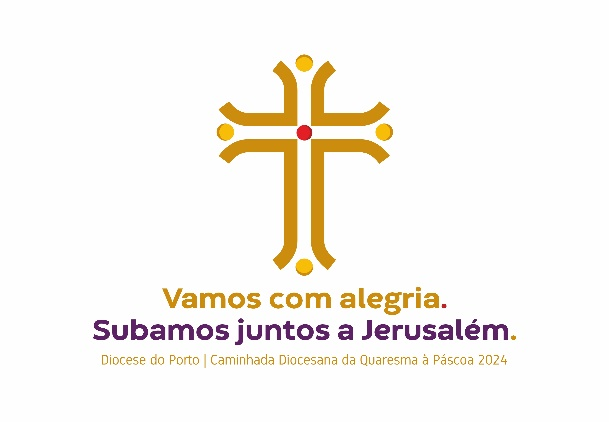 Vamos com alegria.
Subamos juntos a Jerusalém.
Diocese do Porto | Caminhada Diocesana da Quaresma à Páscoa 2024